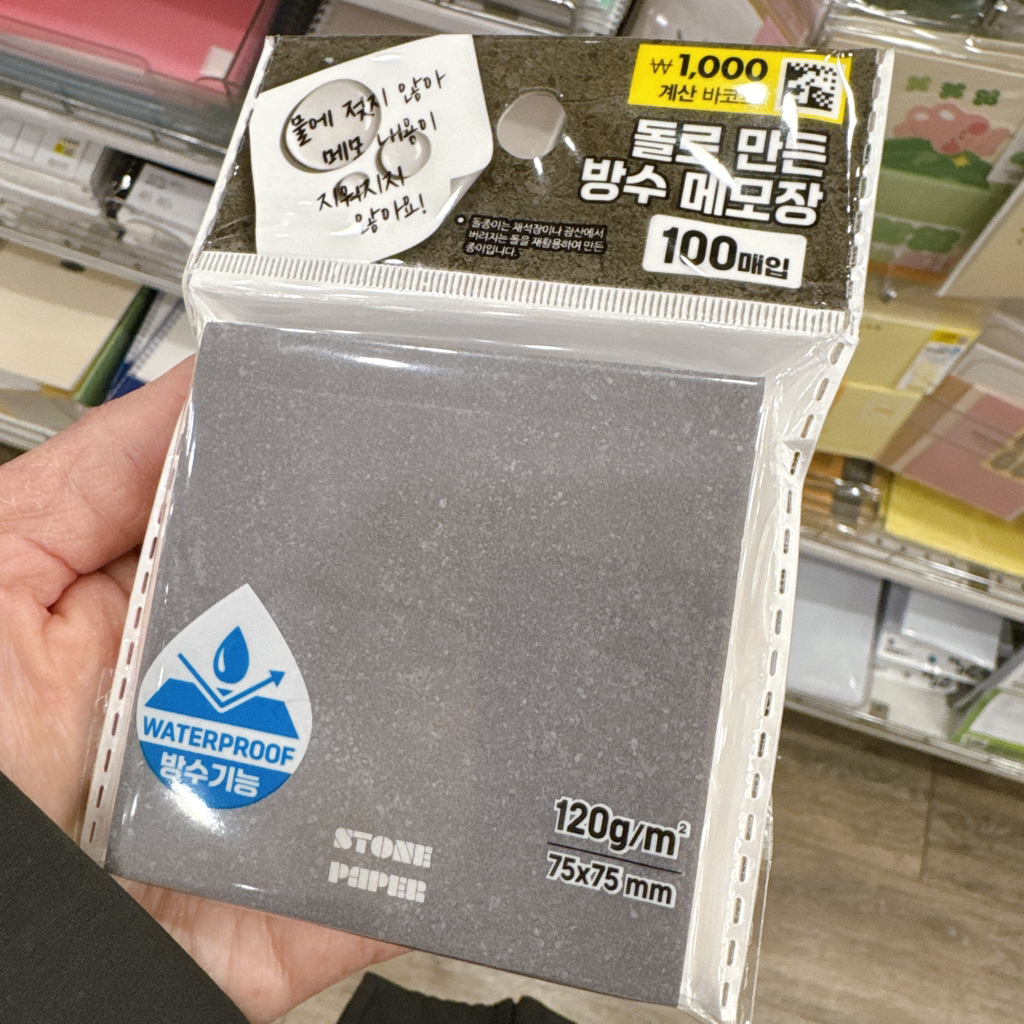 ₩1,000
계산 바코드
물에 젖지 않아
메모 내용이
지워지지
않아요!
돌로 만든
방수 메모장
100매입
돌종이는 채석장이나 광산에서
버려지는 돌을 재활용하여 만든
종이입니다.
WATERPROOF
방수기능
STONE
PAPER
120g/m²
75x75 mm